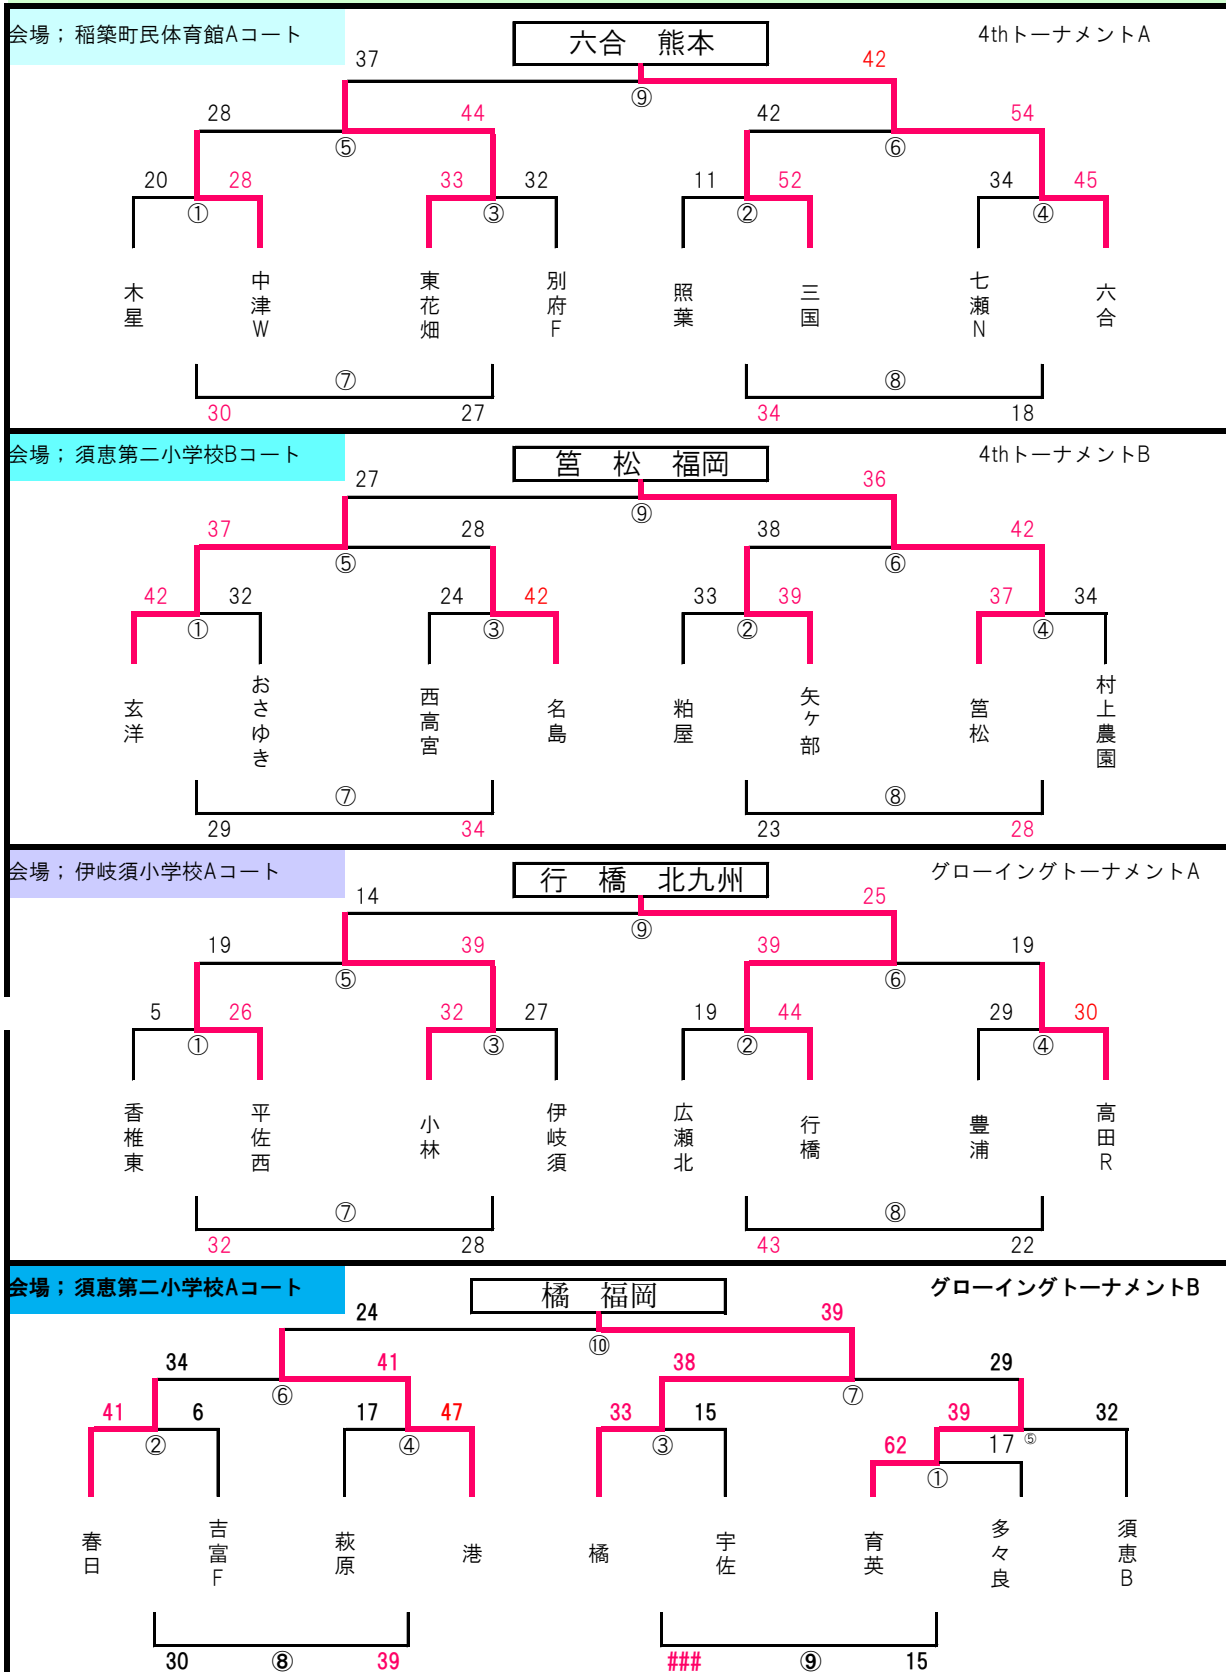 会場；稲築町民体育館Aコート
六合　熊本
4thトーナメントA
37
42
⑨
28
44
42
54
⑤
⑥
20
28
33
32
11
52
34
45
①
③
②
④
木星
中津W
東花畑
別府F
照葉
三国
七瀬N
六合
⑦
⑧
30
27
34
18
会場；須恵第二小学校Bコート
筥　松　福岡
4thトーナメントB
27
36
⑨
37
28
38
42
⑤
⑥
42
32
24
42
33
39
37
34
①
③
②
④
玄洋
おさゆき
西高宮
名島
粕屋
矢ヶ部
筥松
村上農園
⑦
⑧
29
34
23
28
会場；伊岐須小学校Aコート
行　橋　北九州
グローイングトーナメントA
14
25
⑨
19
39
39
19
⑤
⑥
5
26
32
27
19
44
29
30
①
③
②
④
香椎東
平佐西
小林
伊岐須
広瀬北
行橋
豊浦
高田R
⑦
⑧
32
28
43
22
会場；須恵第二小学校Aコート
橘　福岡
グローイングトーナメントB
24
39
⑩
34
41
38
29
⑥
⑦
41
6
17
47
33
15
39
32
②
④
③
⑤
62
17
①
春日
吉富F
萩原
港
橘
宇佐
育英
多々良
須恵B
30
⑧
39
###
⑨
15